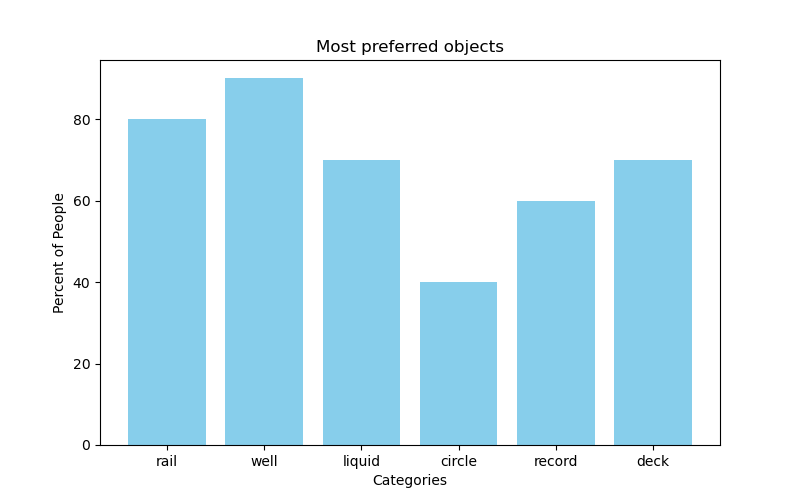 Most preferred objects
Percent of People
80
60
40
20
0
rail well liquid circle record deck
Categories